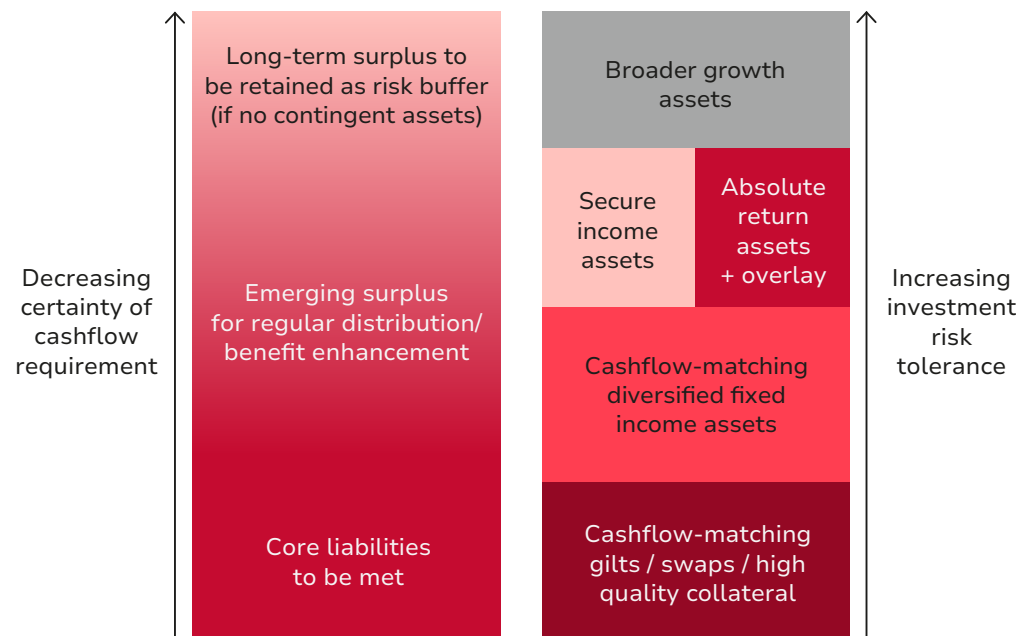 Decreasing
certainty of
cashflow
requirement
Long-term surplus to
be retained as risk buffer
(if no contingent assets)
Emerging surplus
for regular distribution/
benefit enhancement
Core liabilities
to be met
Broader growth
assets
Secure
income
assets
Absolute
return
assets
+ overlay
Cashflow-matching
diversified fixed
income assets
Cashflow-matching
gilts / swaps / high
quality collateral
Increasing
investment
risk
tolerance